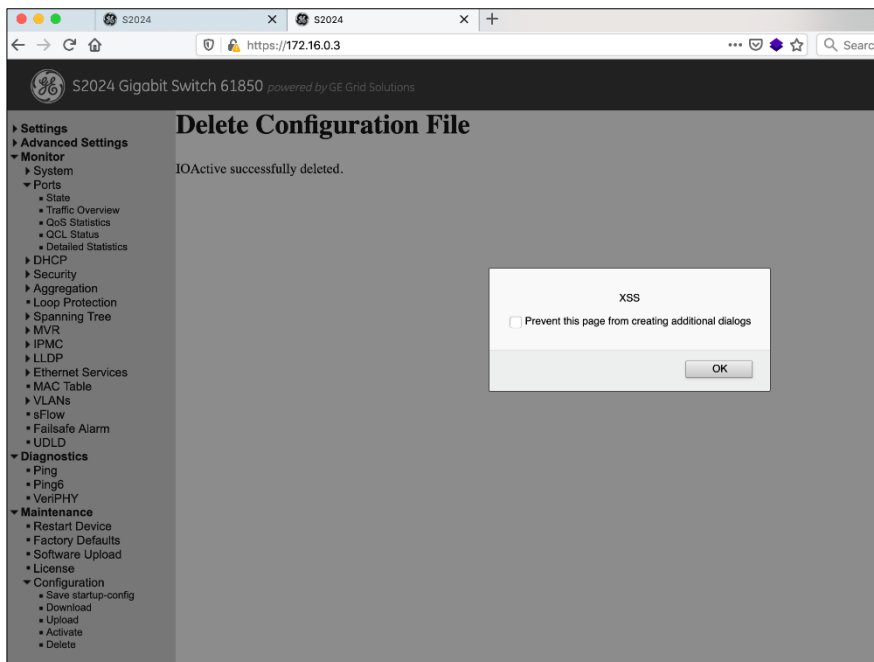 S2024
S2024
https://172.16.0.3
Searc
S2024 Gigabit Switch 61850 powered by GE Grid Solutions
Settings
Advanced Settings
Monitor
System
Ports
State
Traffic Overview
QoS Statistics
QCL Status
Detailed Statistics
DHCP
Security
Aggregation
Loop Protection
Spanning Tree
MVR
IPMC
LLDP
Ethernet Services
MAC Table
VLANs
sFlow
Failsafe Alarm
UDLD
Diagnostics
Ping
Ping6
VeriPHY
Maintenance
Restart Device
Factory Defaults
Software Upload
License
Configuration
Save startup-config
Download
Upload
Activate
Delete
Delete Configuration File
IOActive successfully deleted.
XSS
Prevent this page from creating additional dialogs
OK